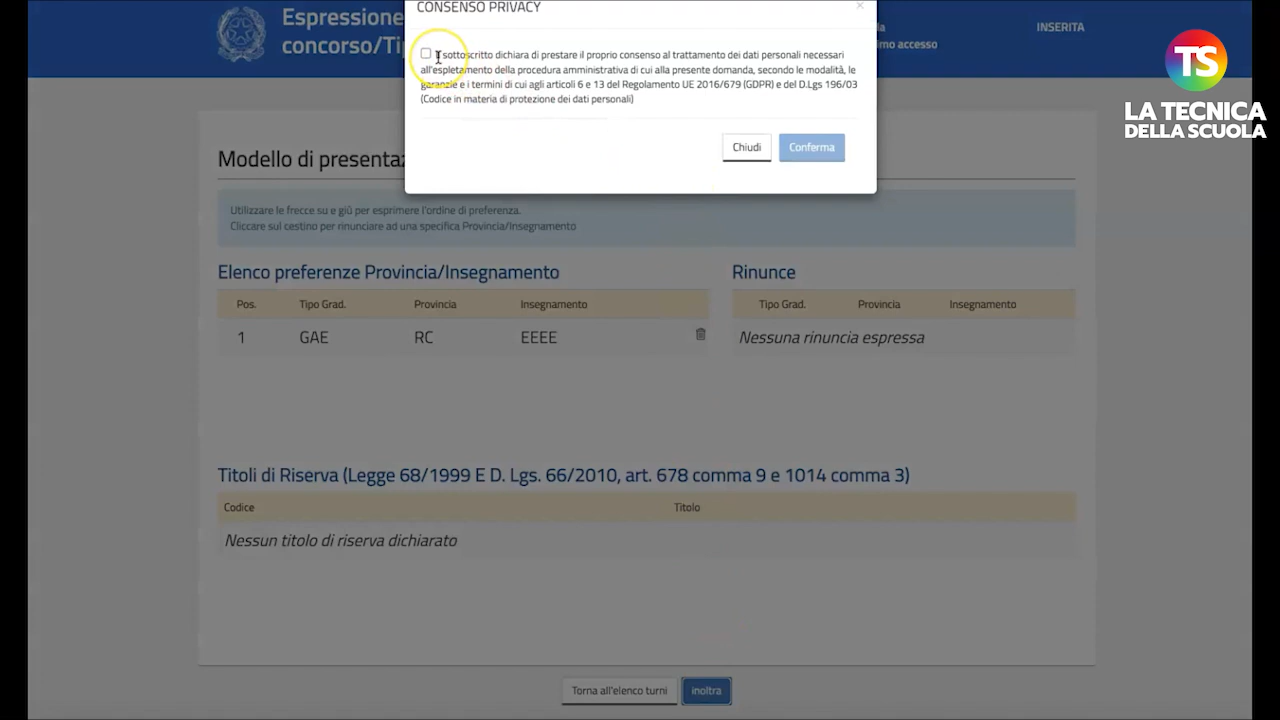 CONSENSO PRIVACY
×
Espressione
concorso/Ti
INSERITA
TS
LA TECNICA
DELLA SCUOLA
sottoscritto dichiara di prestare il proprio consenso al trattamento dei dati personali necessari
all'espletamento della procedura amministrativa di cui alla presente domanda, secondo le modalità, le
garanzie e i termini di cui agli articoli 6 e 13 del Regolamento UE 2016/679 (GDPR) e del D.Lgs 196/03
(Codice in materia di protezione dei dati personali)
Chiudi
Conferma
la
imo accesso
Modello di presentaz
Utilizzare le frecce su e giù per esprimere l'ordine di preferenza.
Cliccare sul cestino per rinunciare ad una specifica Provincia/Insegnamento
Elenco preferenze Provincia/Insegnamento
Pos. Tipo Grad. Provincia Insegnamento
1 GAE RC EEEE
Rinunce
Tipo Grad. Provincia Insegnamento
Nessuna rinuncia espressa
Titoli di Riserva (Legge 68/1999 E D. Lgs. 66/2010, art. 678 comma 9 e 1014 comma 3)
Codice Titolo
Nessun titolo di riserva dichiarato
Torna all'elenco turni
inoltra